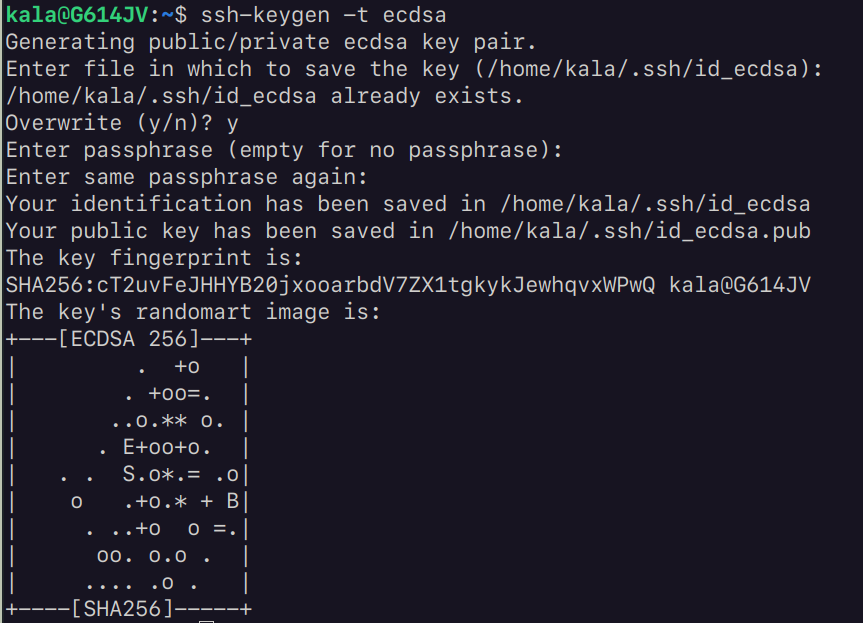 kala@G614JV:~$ ssh-keygen -t ecdsa
Generating public/private ecdsa key pair.
Enter file in which to save the key (/home/kala/.ssh/id_ecdsa):
/home/kala/.ssh/id_ecdsa already exists.
Overwrite (y/n)? y
Enter passphrase (empty for no passphrase):
Enter same passphrase again:
Your identification has been saved in /home/kala/.ssh/id_ecdsa
Your public key has been saved in /home/kala/.ssh/id_ecdsa.pub
The key fingerprint is:
SHA256:cT2uvFeJHHYB20jxooarbdV7ZX1tgkykJewhqvxWPwQ kala@G614JV
The key's randomart image is:
+---[ECDSA 256]---+
|         .  +o   |
|        . +oo=.  |
|       ..o.** o. |
|      . E+oo+o.  |
|   . .  S.o*.= .o|
|    o   .+o.* + B|
|     . ..+o  o =.|
|      oo. o.o .  |
|     .... .o .   |
+----[SHA256]-----+